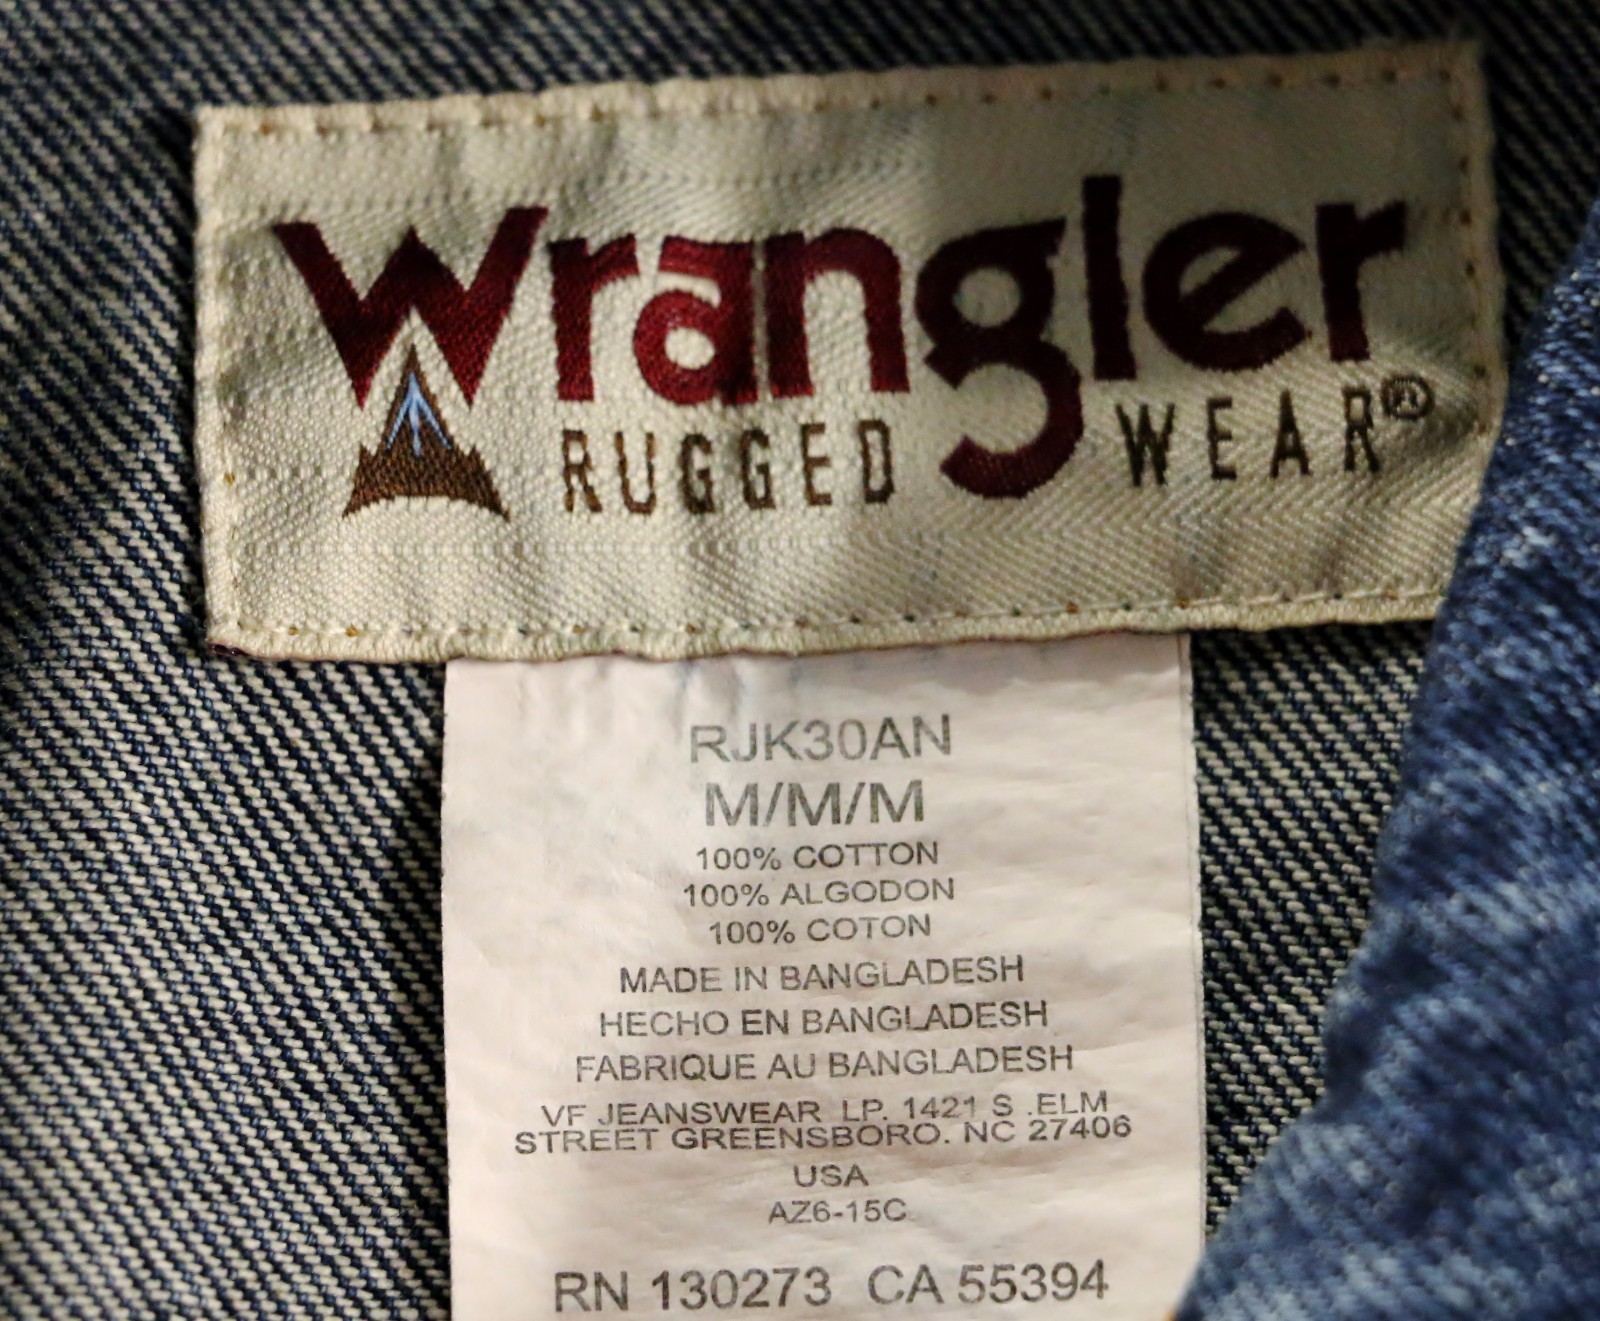 Wrangler
RUGGED WEAR®
RJK30AN
M/M/M
100% COTTON
100% ALGODON
100% COTON
MADE IN BANGLADESH
HECHO EN BANGLADESH
FABRIQUE AU BANGLADESH
VF JEANSWEAR LP. 1421 S .ELM
STREET GREENSBORO. NC 27406
USA
AZ6-15C
RN 130273 CA 55394